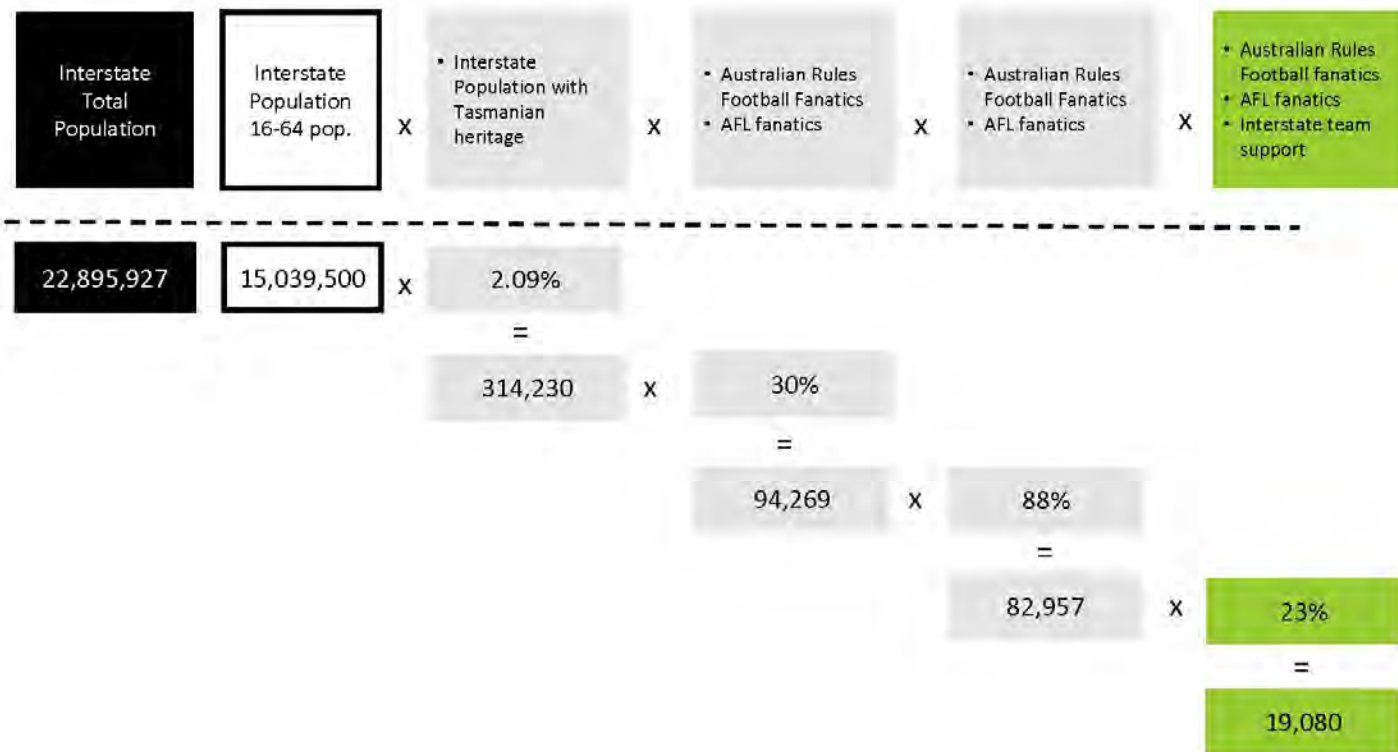 Interstate
Total
Population
Interstate
Population
16-64 pop.
x
• Interstate
Population with
Tasmanian
heritage
x
• Australian Rules
Football Fanatics
• AFL fanatics
x
• Australian Rules
Football Fanatics
• AFL fanatics
x
• Australian Rules
Football fanatics
• AFL fanatics
• Interstate team
support
22,895,927
15,039,500
x
2.09%
=
314,230
x
30%
=
94,269
x
88%
=
82,957
x
23%
=
19,080